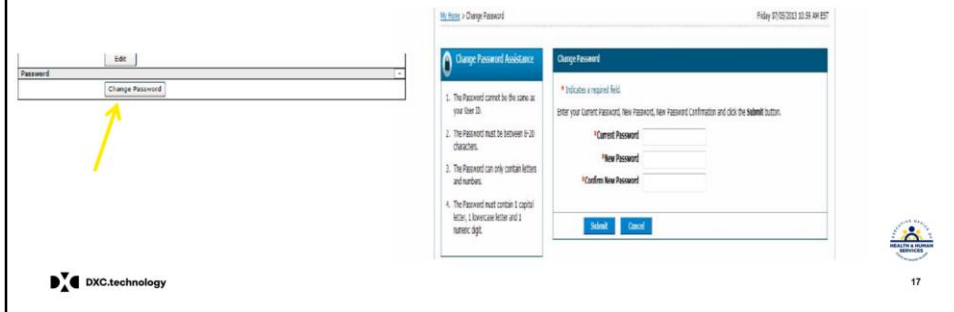 Edit
Password
Change Password
My Home > Change Password
Friday 07/05/2013 10:59 AM EST
Change Password Assistance
1. The Password cannot be the same as
your User ID.
2. The Password must be between 8-20
characters.
3. The Password can only contain letters
and numbers.
4. The Password must contain 1 capital
letter, 1 lowercase letter and 1
numeric digit.
Change Password
* Indicates a required field.
Enter your Current Password, New Password, New Password Confirmation and click the Submit button.
*Current Password
*New Password
*Confirm New Password
Submit
Cancel
DXC.technology
HEALTH & HUMAN
SERVICES
17